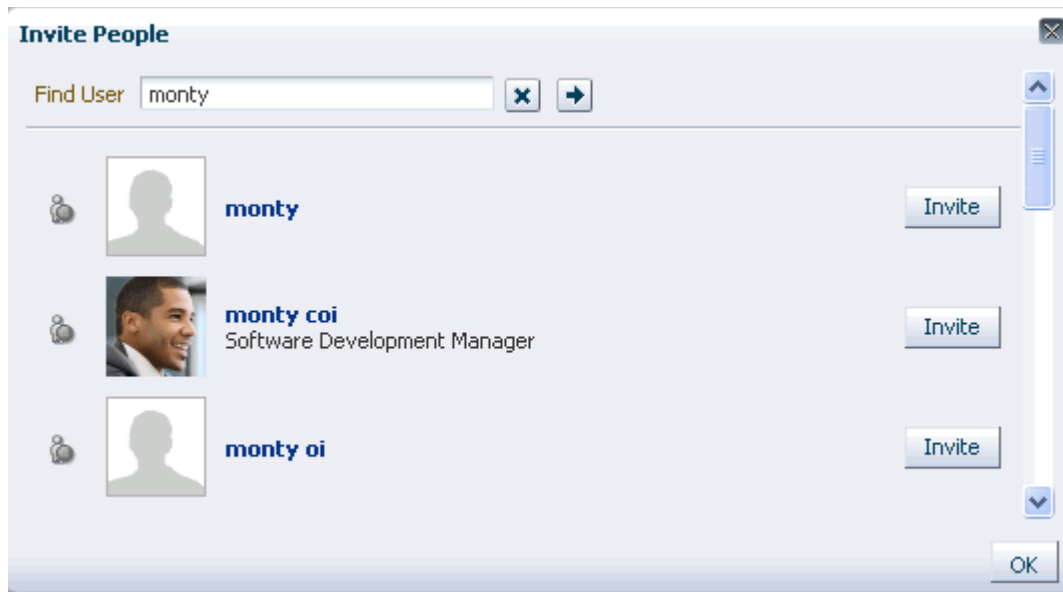 Invite People
Find User monty
monty
Invite
monty coi
Software Development Manager
Invite
monty oi
Invite
OK